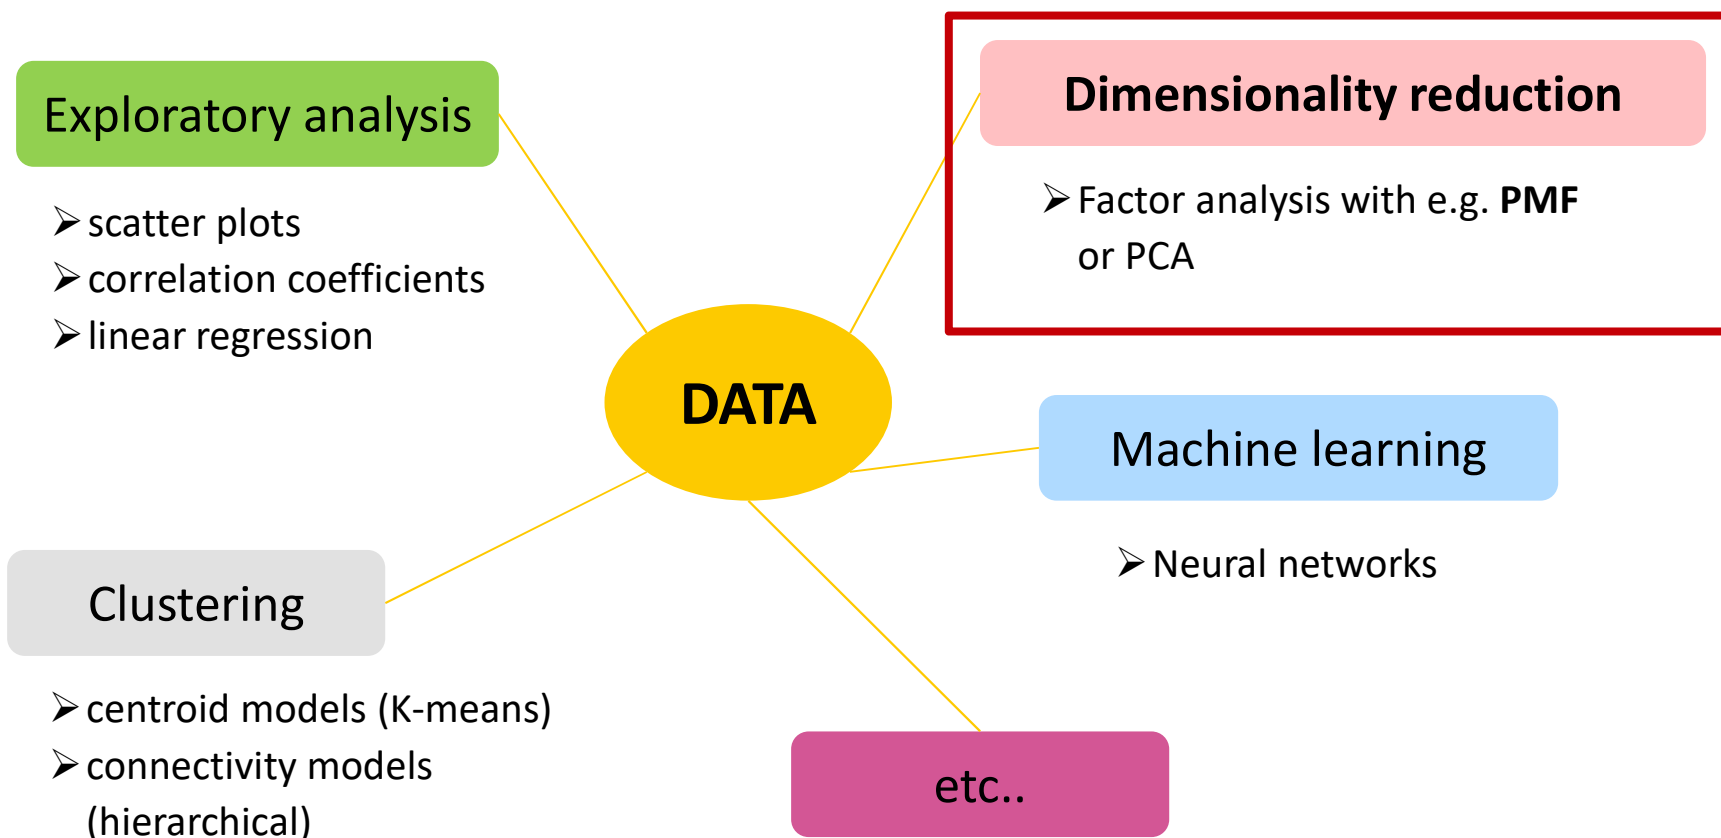 Exploratory analysis
➢ scatter plots
➢ correlation coefficients
➢ linear regression
Dimensionality reduction
➢ Factor analysis with e.g. PMF
or PCA
DATA
Machine learning
➢ Neural networks
Clustering
➢ centroid models (K-means)
➢ connectivity models
(hierarchical)
etc..